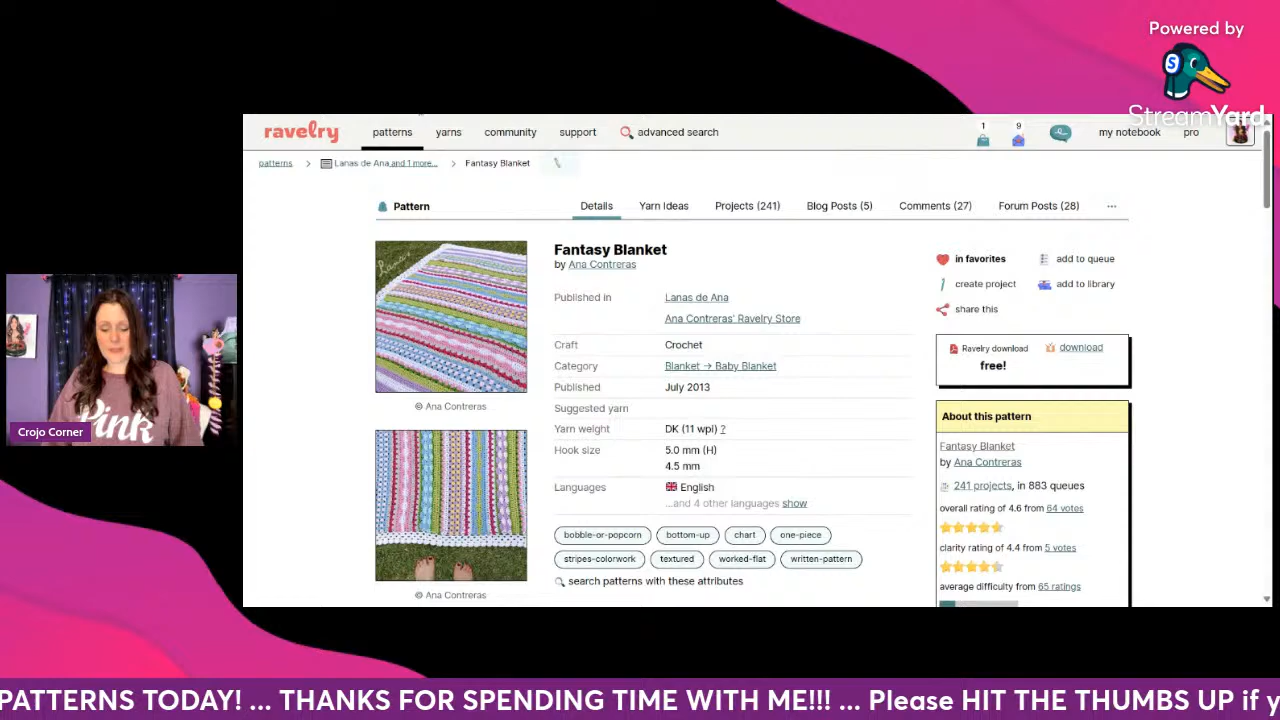 Powered by
StreamYard
ravelry
patterns
yarns
community
support
advanced search
1
9
my notebook
pro
patterns
Lanas de Ana and 1 more...
Fantasy Blanket
Pattern
Details
Yarn Ideas
Projects (241)
Blog Posts (5)
Comments (27)
Forum Posts (28)
...
Fantasy Blanket
by Ana Contreras
Published in
Lanas de Ana
Ana Contreras' Ravelry Store
Craft
Crochet
Category
Blanket → Baby Blanket
Published
July 2013
Suggested yarn
Yarn weight
DK (11 wpi) ?
Hook size
5.0 mm (H)
4.5 mm
Languages
English
...and 4 other languages show
bobble-or-popcorn
bottom-up
chart
one-piece
stripes-colorwork
textured
worked-flat
written-pattern
search patterns with these attributes
© Ana Contreras
© Ana Contreras
in favorites
add to queue
create project
add to library
share this
Ravelry download
free!
download
About this pattern
Fantasy Blanket
by Ana Contreras
241 projects, in 883 queues
overall rating of 4.6 from 64 votes
clarity rating of 4.4 from 5 votes
average difficulty from 65 ratings
Pink
Crojo Corner
PATTERNS TODAY! ... THANKS FOR SPENDING TIME WITH ME!!! ... Please HIT THE THUMBS UP if y